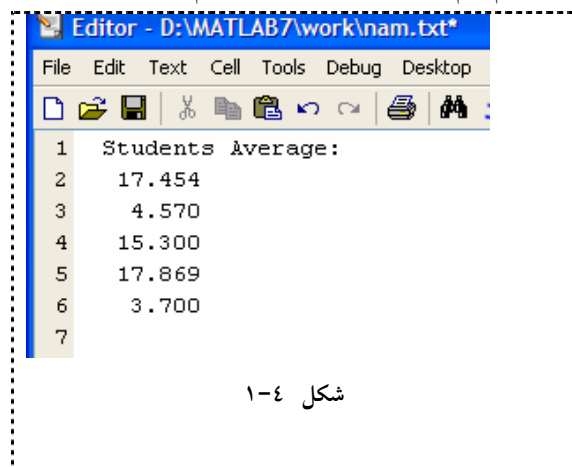 Editor - D:\MATLAB7\work\nam.txt*
File Edit Text Cell Tools Debug Desktop
1 Students Average:
2 17.454
3 4.570
4 15.300
5 17.869
6 3.700
7
شکل ٤-١